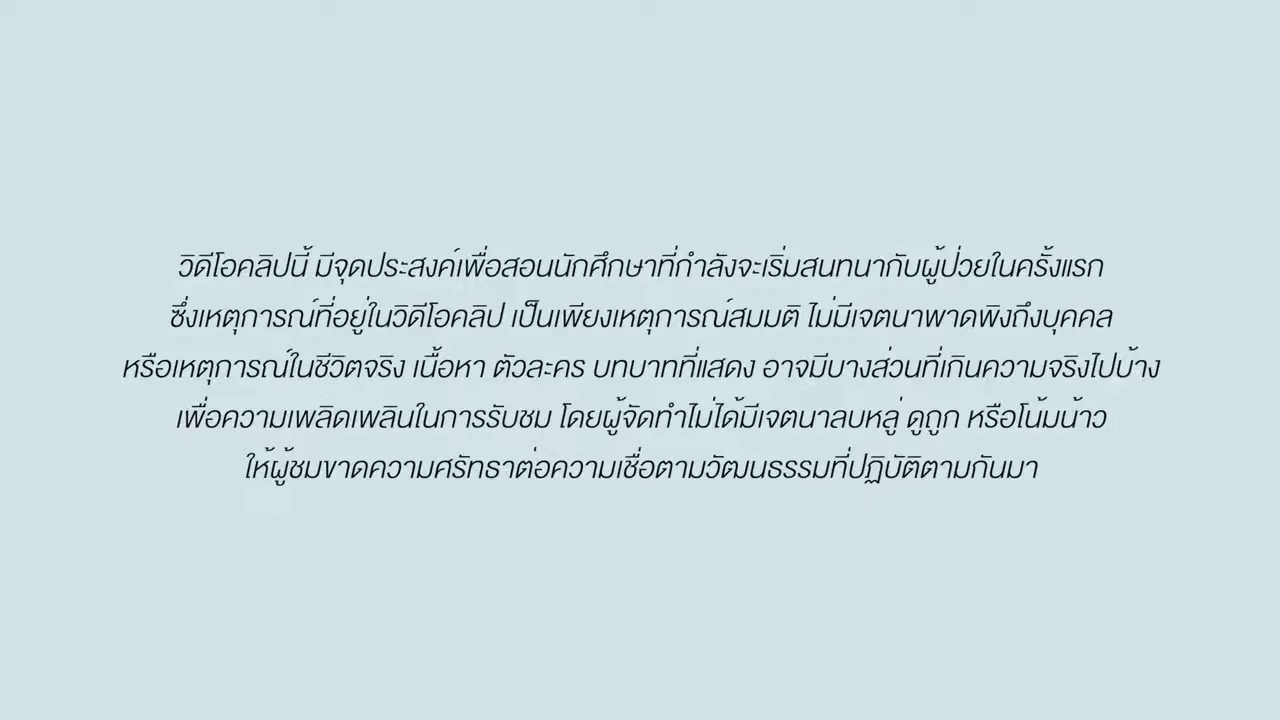 วิดีโอคลิปนี้ มีจุดประสงค์เพื่อสอนนักศึกษาที่กำลังจะเริ่มสนทนากับผู้ป่วยในครั้งแรก
ซึ่งเหตุการณ์ที่อยู่ในวิดีโอคลิป เป็นเพียงเหตุการณ์สมมติ ไม่มีเจตนาพาดพิงถึงบุคคล
หรือเหตุการณ์ในชีวิตจริง เนื้อหา ตัวละคร บทบาทที่แสดง อาจมีบางส่วนที่เกินความจริงไปบ้าง
เพื่อความเพลิดเพลินในการรับชม โดยผู้จัดทำไม่ได้มีเจตนาลบหลู่ ดูถูก หรือโน้มน้าว
ให้ผู้ชมขาดความศรัทธาต่อความเชื่อตามวัฒนธรรมที่ปฏิบัติตามกันมา